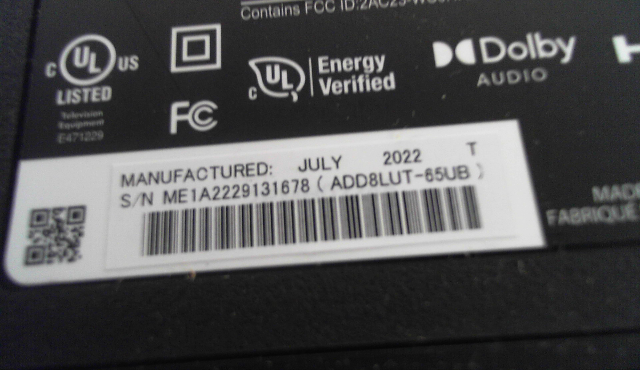 Contains FCC ID:2AC23-
C UL US
LISTED
Television
Equipment
E471229
FC
C UL
Energy
Verified
Dolby
AUDIO
H
MANUFACTURED: JULY 2022 T
S/N ME1A2229131678 ( ADD8LUT-65UB )
MADE
FABRIQUÉ